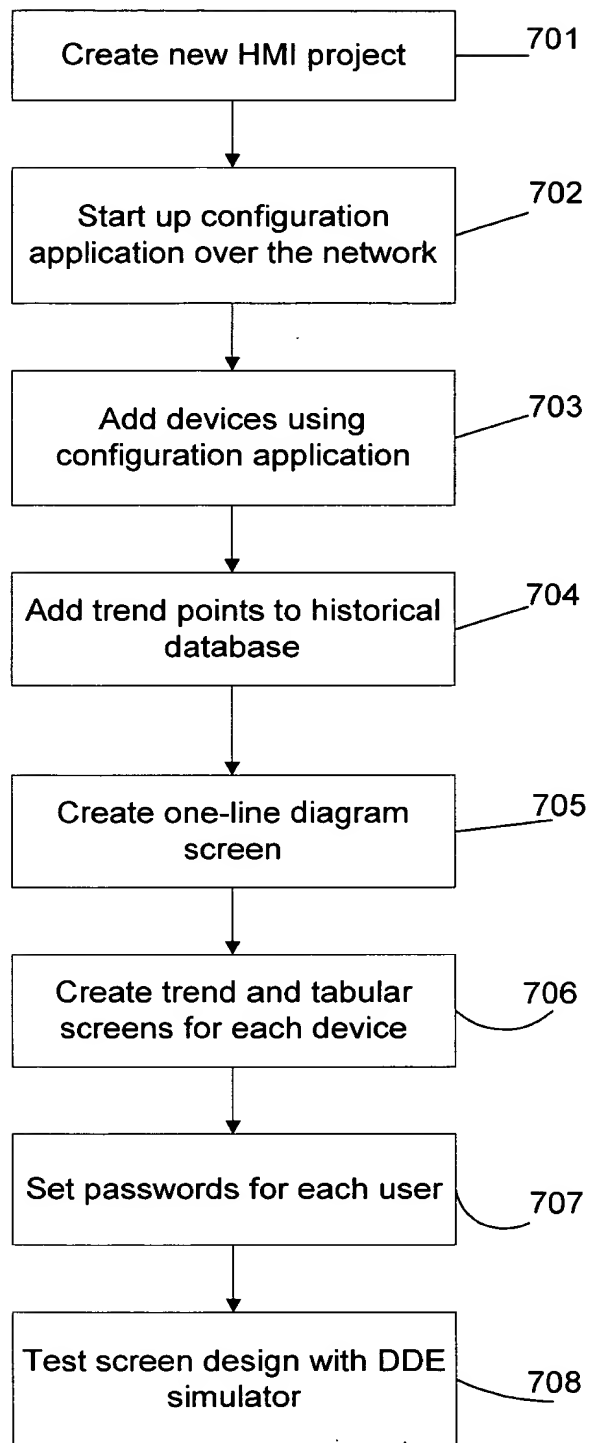 Create new HMI project
701
Start up configuration
application over the network
702
Add devices using
configuration application
703
Add trend points to historical
database
704
Create one-line diagram
screen
705
Create trend and tabular
screens for each device
706
Set passwords for each user
707
Test screen design with DDE
simulator
708